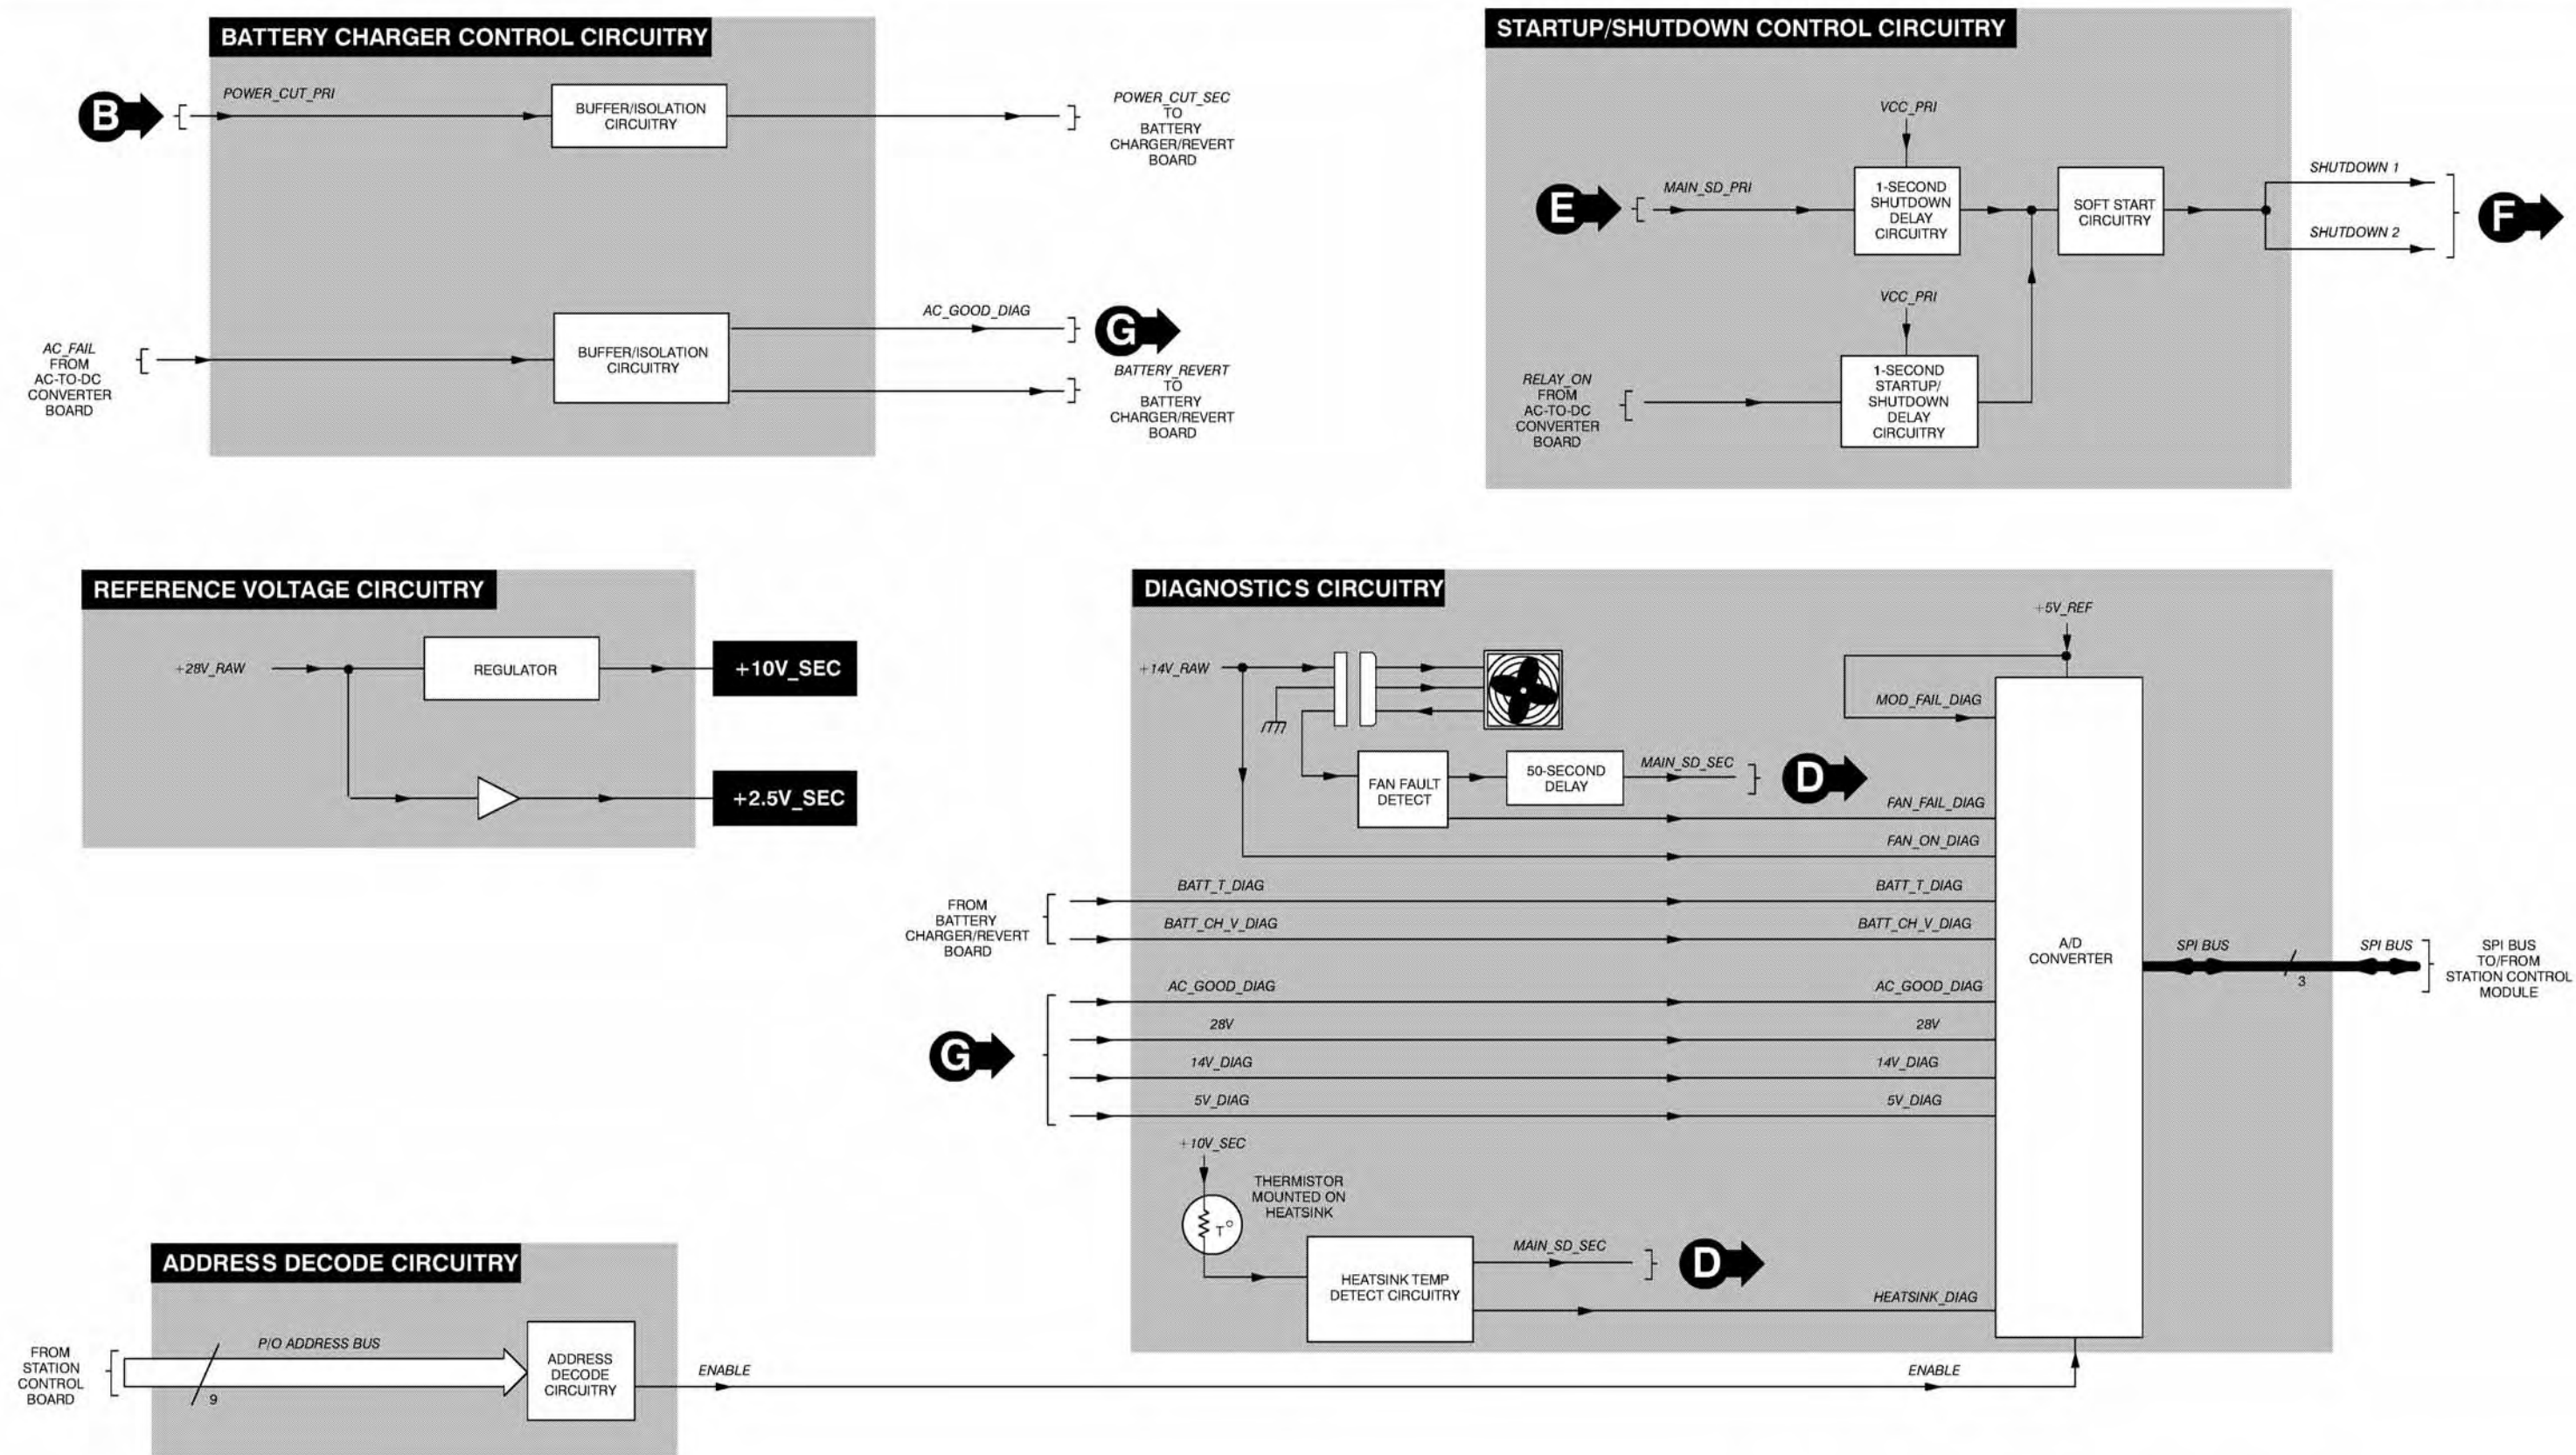 BATTERY CHARGER CONTROL CIRCUITRY
B
POWER_CUT_PRI
BUFFER/ISOLATION
CIRCUITRY
POWER_CUT_SEC
TO
BATTERY
CHARGER/REVERT
BOARD
AC_FAIL
FROM
AC-TO-DC
CONVERTER
BOARD
BUFFER/ISOLATION
CIRCUITRY
AC_GOOD_DIAG
G
BATTERY_REVERT
TO
BATTERY
CHARGER/REVERT
BOARD
STARTUP/SHUTDOWN CONTROL CIRCUITRY
VCC_PRI
E
MAIN_SD_PRI
1-SECOND
SHUTDOWN
DELAY
CIRCUITRY
SOFT START
CIRCUITRY
SHUTDOWN 1
SHUTDOWN 2
F
VCC_PRI
RELAY_ON
FROM
AC-TO-DC
CONVERTER
BOARD
1-SECOND
STARTUP/
SHUTDOWN
DELAY
CIRCUITRY
REFERENCE VOLTAGE CIRCUITRY
+28V_RAW
REGULATOR
+10V_SEC
+2.5V_SEC
DIAGNOSTICS CIRCUITRY
+5V_REF
+14V_RAW
MOD_FAIL_DIAG
FAN FAULT
DETECT
50-SECOND
DELAY
MAIN_SD_SEC
D
FAN_FAIL_DIAG
FAN_ON_DIAG
FROM
BATTERY
CHARGER/REVERT
BOARD
BATT_T_DIAG
BATT_T_DIAG
BATT_CH_V_DIAG
BATT_CH_V_DIAG
A/D
CONVERTER
SPI BUS
3
SPI BUS
SPI BUS
TO/FROM
STATION CONTROL
MODULE
G
AC_GOOD_DIAG
AC_GOOD_DIAG
28V
28V
14V_DIAG
14V_DIAG
5V_DIAG
5V_DIAG
+10V_SEC
THERMISTOR
MOUNTED ON
HEATSINK
T°
HEATSINK TEMP
DETECT CIRCUITRY
MAIN_SD_SEC
D
HEATSINK_DIAG
ADDRESS DECODE CIRCUITRY
FROM
STATION
CONTROL
BOARD
P/O ADDRESS BUS
9
ADDRESS
DECODE
CIRCUITRY
ENABLE
ENABLE